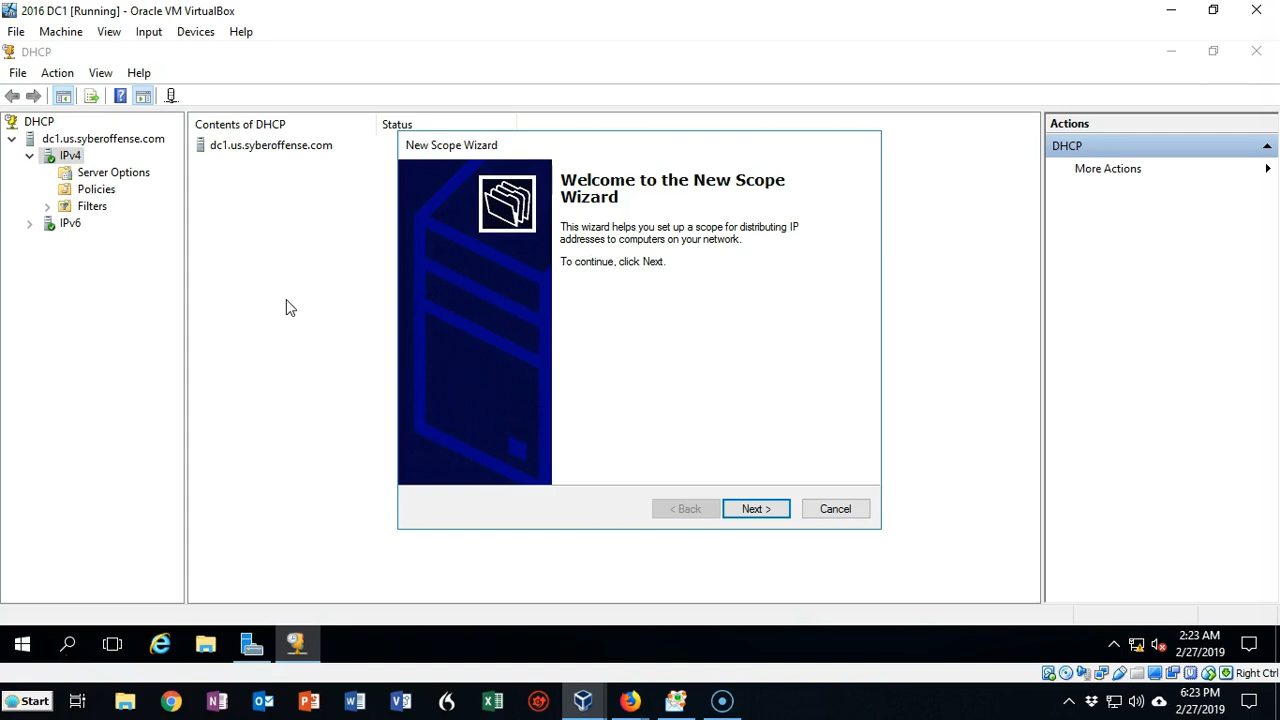 2016 DC1 [Running] - Oracle VM VirtualBox
File Machine View Input Devices Help
DHCP
File Action View Help
DHCP
dc1.us.syberoffense.com
IPv4
Server Options
Policies
Filters
IPv6
Contents of DHCP Status
dc1.us.syberoffense.com
New Scope Wizard
Welcome to the New Scope
Wizard
This wizard helps you set up a scope for distributing IP
addresses to computers on your network.
To continue, click Next.
< Back Next > Cancel
Actions
DHCP
More Actions
2:23 AM
2/27/2019
Right Ctrl
Start
6:23 PM
2/27/2019